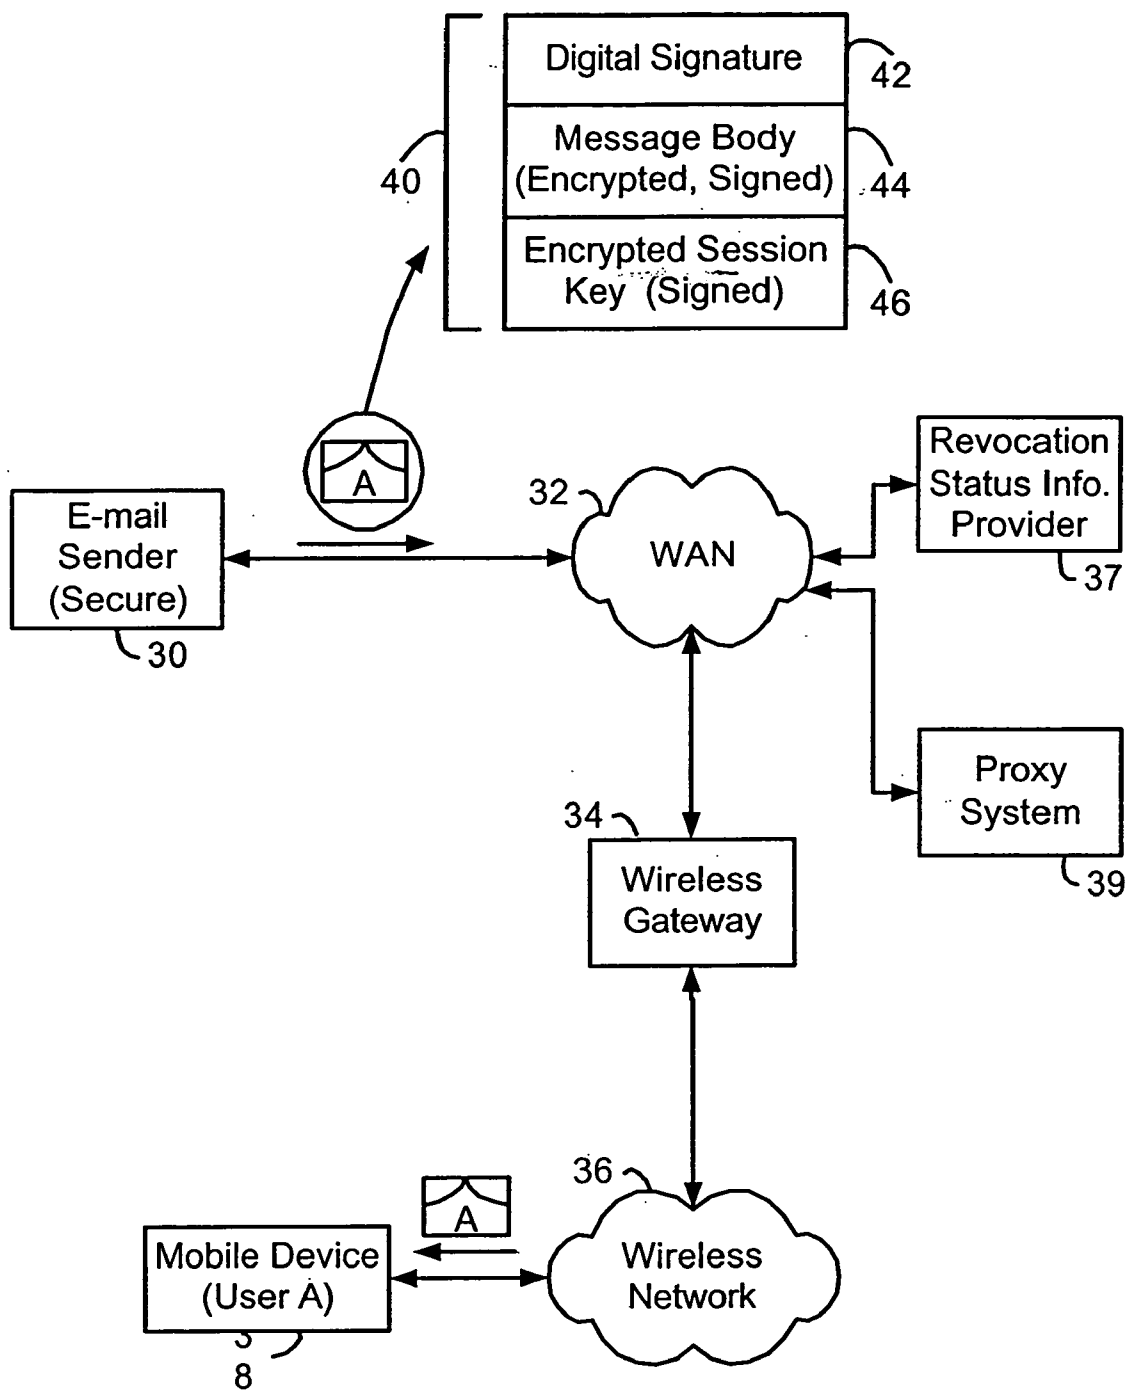 Digital Signature
42
Message Body
(Encrypted, Signed)
44
40
Encrypted Session
Key (Signed)
46
A
E-mail
Sender
(Secure)
30
32
WAN
Revocation
Status Info.
Provider
37
Proxy
System
39
34
Wireless
Gateway
36
Wireless
Network
A
Mobile Device
(User A)
3
8